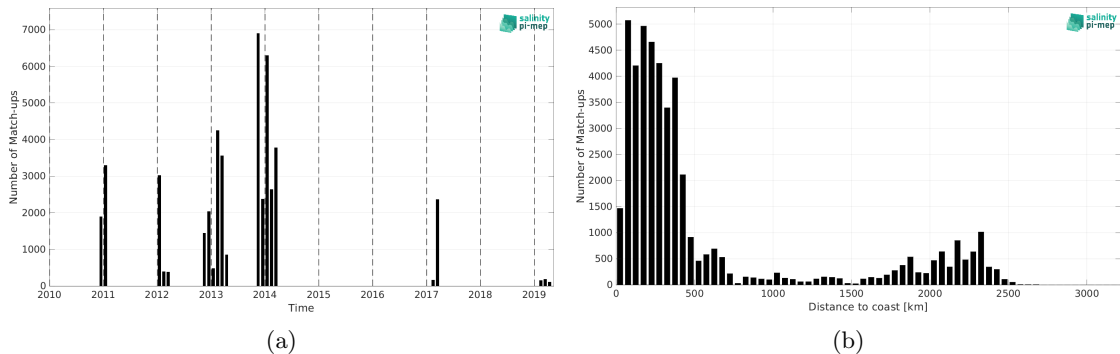 7000
6000
5000
4000
3000
2000
1000
0
Number of Match-ups
2010 2011 2012 2013 2014 2015 2016 2017 2018 2019
Time
salinity
pi-mep
(a)
5000
4500
4000
3500
3000
2500
2000
1500
1000
500
0
Number of Match-ups
0 500 1000 1500 2000 2500 3000
Distance to coast [km]
salinity
pi-mep
(b)